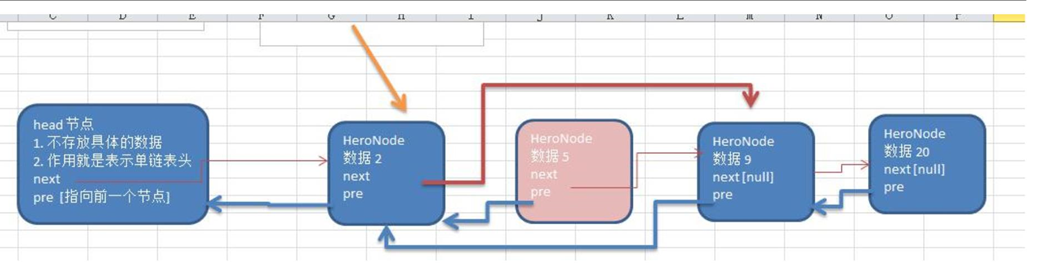 C D E F G H I J K L M N O P
head 节点
1. 不存放具体的数据
2. 作用就是表示单链表头
next
pre [指向前一个节点]
HeroNode
数据 2
next
pre
HeroNode
数据 5
next
pre
HeroNode
数据 9
next [null]
pre
HeroNode
数据 20
next [null]
pre